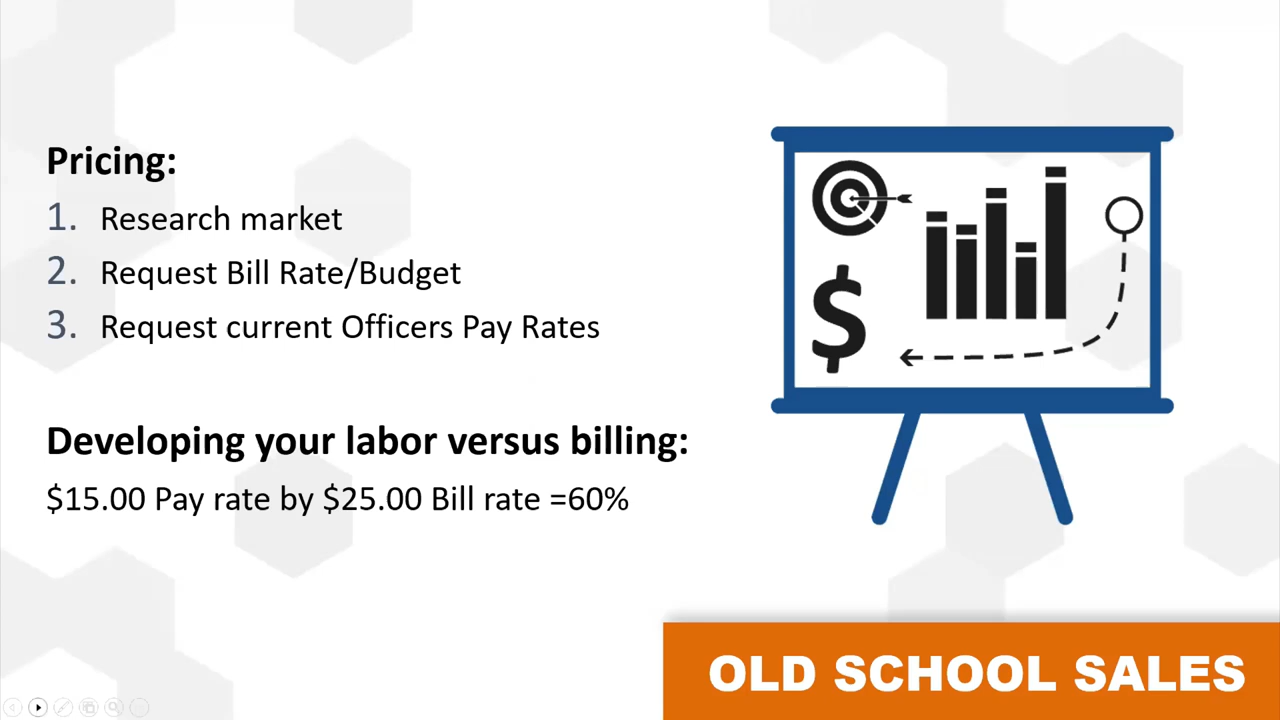 Pricing:
1. Research market
2. Request Bill Rate/Budget
3. Request current Officers Pay Rates
Developing your labor versus billing:
$15.00 Pay rate by $25.00 Bill rate =60%
$
OLD SCHOOL SALES